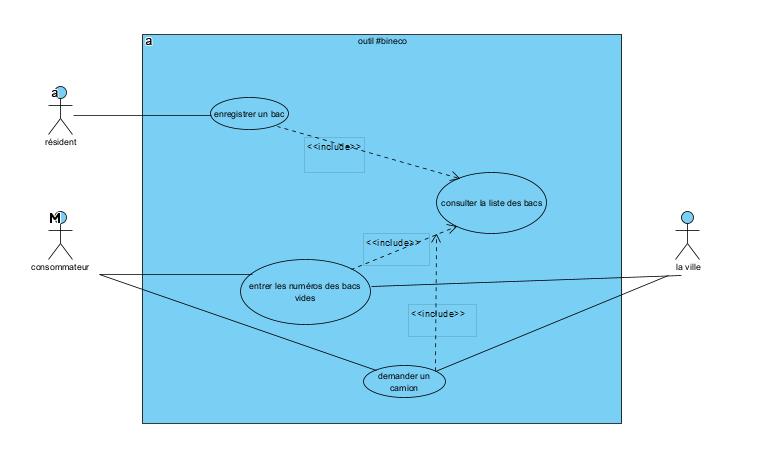 a
outil #bineco
a
résident
enregistrer un bac
<<include>>
consulter la liste des bacs
M
consommateur
<<include>>
la ville
entrer les numéros des bacs
vides
<<include>>
demander un
camion